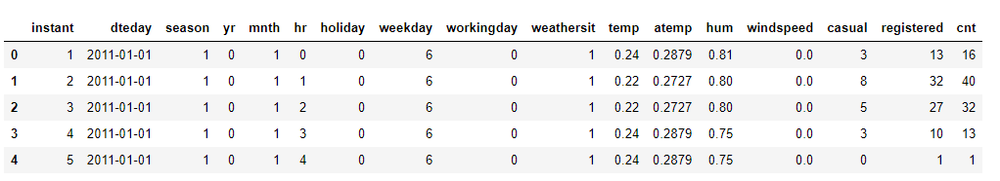 instant dteday season yr mnth hr holiday weekday workingday weathersit temp atemp hum windspeed casual registered cnt
0 1 2011-01-01 1 0 1 0 0 6 0 1 0.24 0.2879 0.81 0.0 3 13 16
1 2 2011-01-01 1 0 1 1 0 6 0 1 0.22 0.2727 0.80 0.0 8 32 40
2 3 2011-01-01 1 0 1 2 0 6 0 1 0.22 0.2727 0.80 0.0 5 27 32
3 4 2011-01-01 1 0 1 3 0 6 0 1 0.24 0.2879 0.75 0.0 3 10 13
4 5 2011-01-01 1 0 1 4 0 6 0 1 0.24 0.2879 0.75 0.0 0 1 1